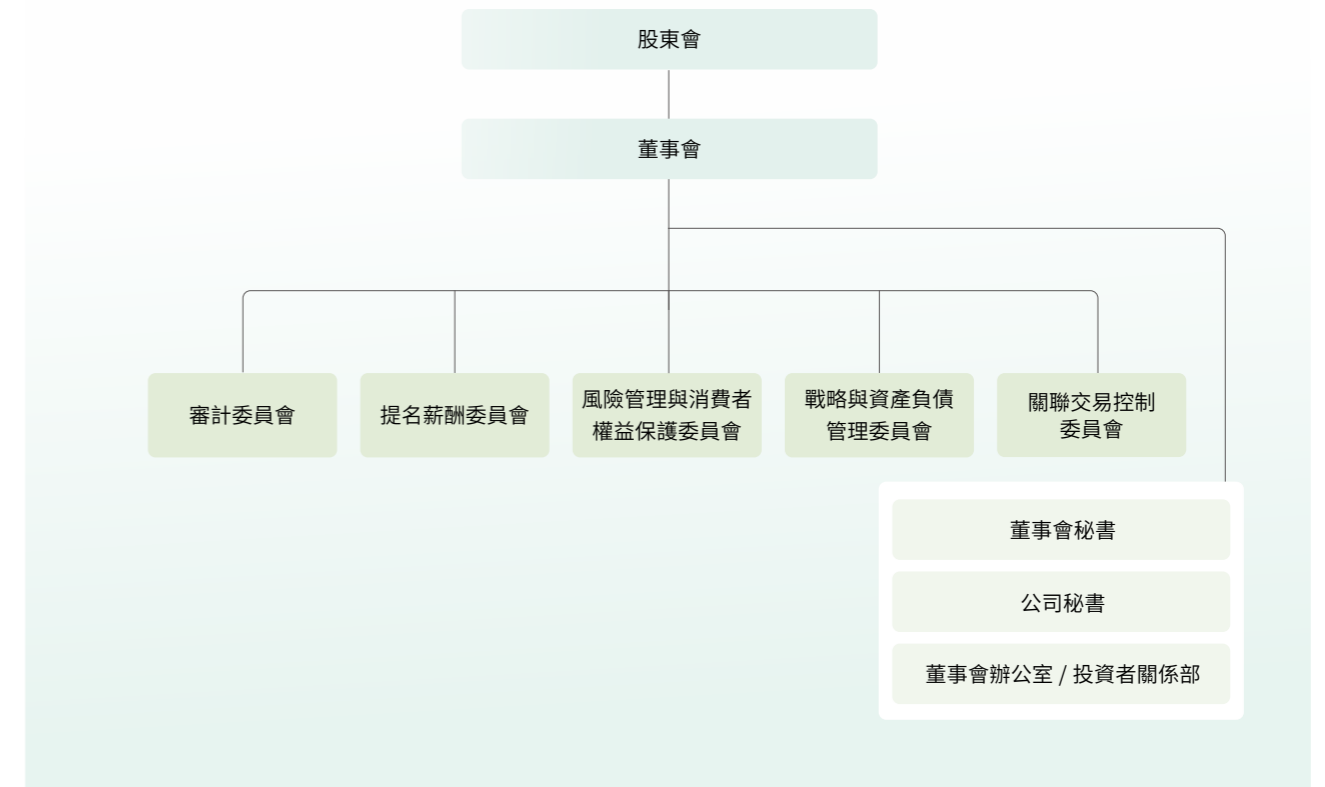 股東會
董事會
審計委員會
提名薪酬委員會
風險管理與消費者
權益保護委員會
戰略與資產負債
管理委員會
關聯交易控制
委員會
董事會秘書
公司秘書
董事會辦公室 / 投資者關係部